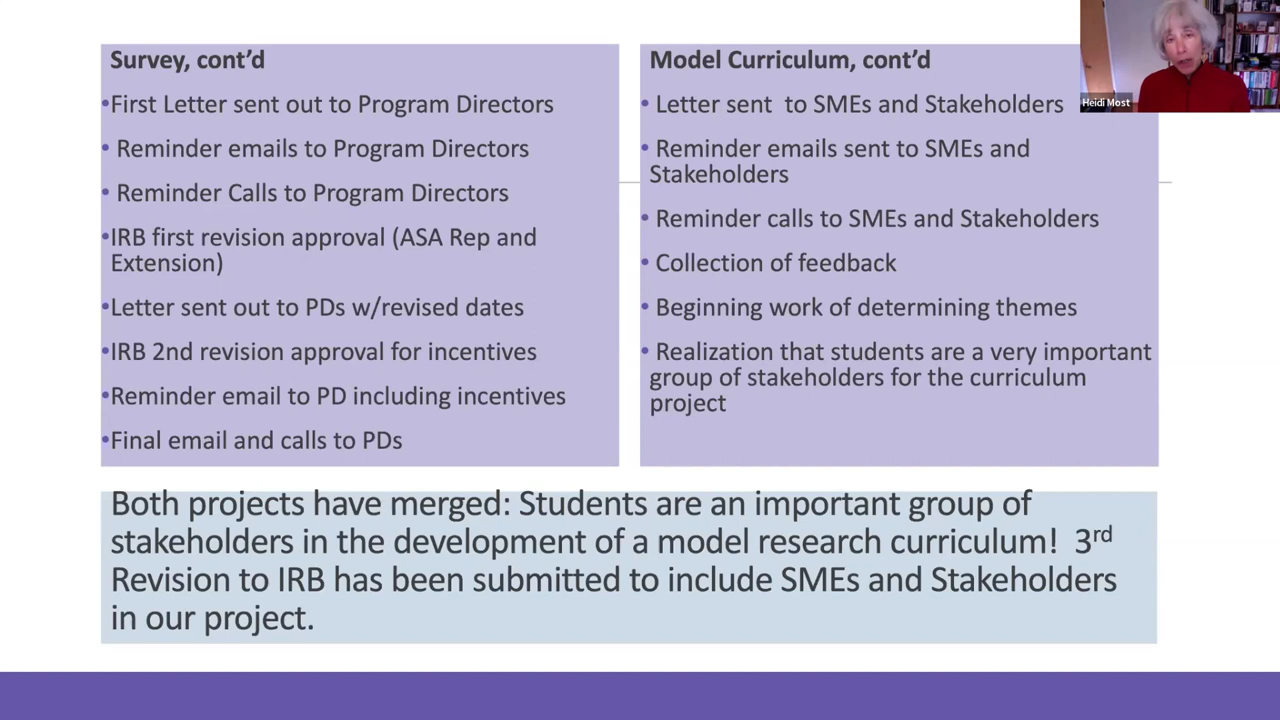 Survey, cont’d
•First Letter sent out to Program Directors
• Reminder emails to Program Directors
• Reminder Calls to Program Directors
•IRB first revision approval (ASA Rep and
Extension)
•Letter sent out to PDs w/revised dates
•IRB 2nd revision approval for incentives
•Reminder email to PD including incentives
•Final email and calls to PDs
Model Curriculum, cont’d
• Letter sent to SMEs and Stakeholders
• Reminder emails sent to SMEs and
Stakeholders
• Reminder calls to SMEs and Stakeholders
• Collection of feedback
• Beginning work of determining themes
• Realization that students are a very important
group of stakeholders for the curriculum
project
Heidi Most
Both projects have merged: Students are an important group of
stakeholders in the development of a model research curriculum! 3rd
Revision to IRB has been submitted to include SMEs and Stakeholders
in our project.